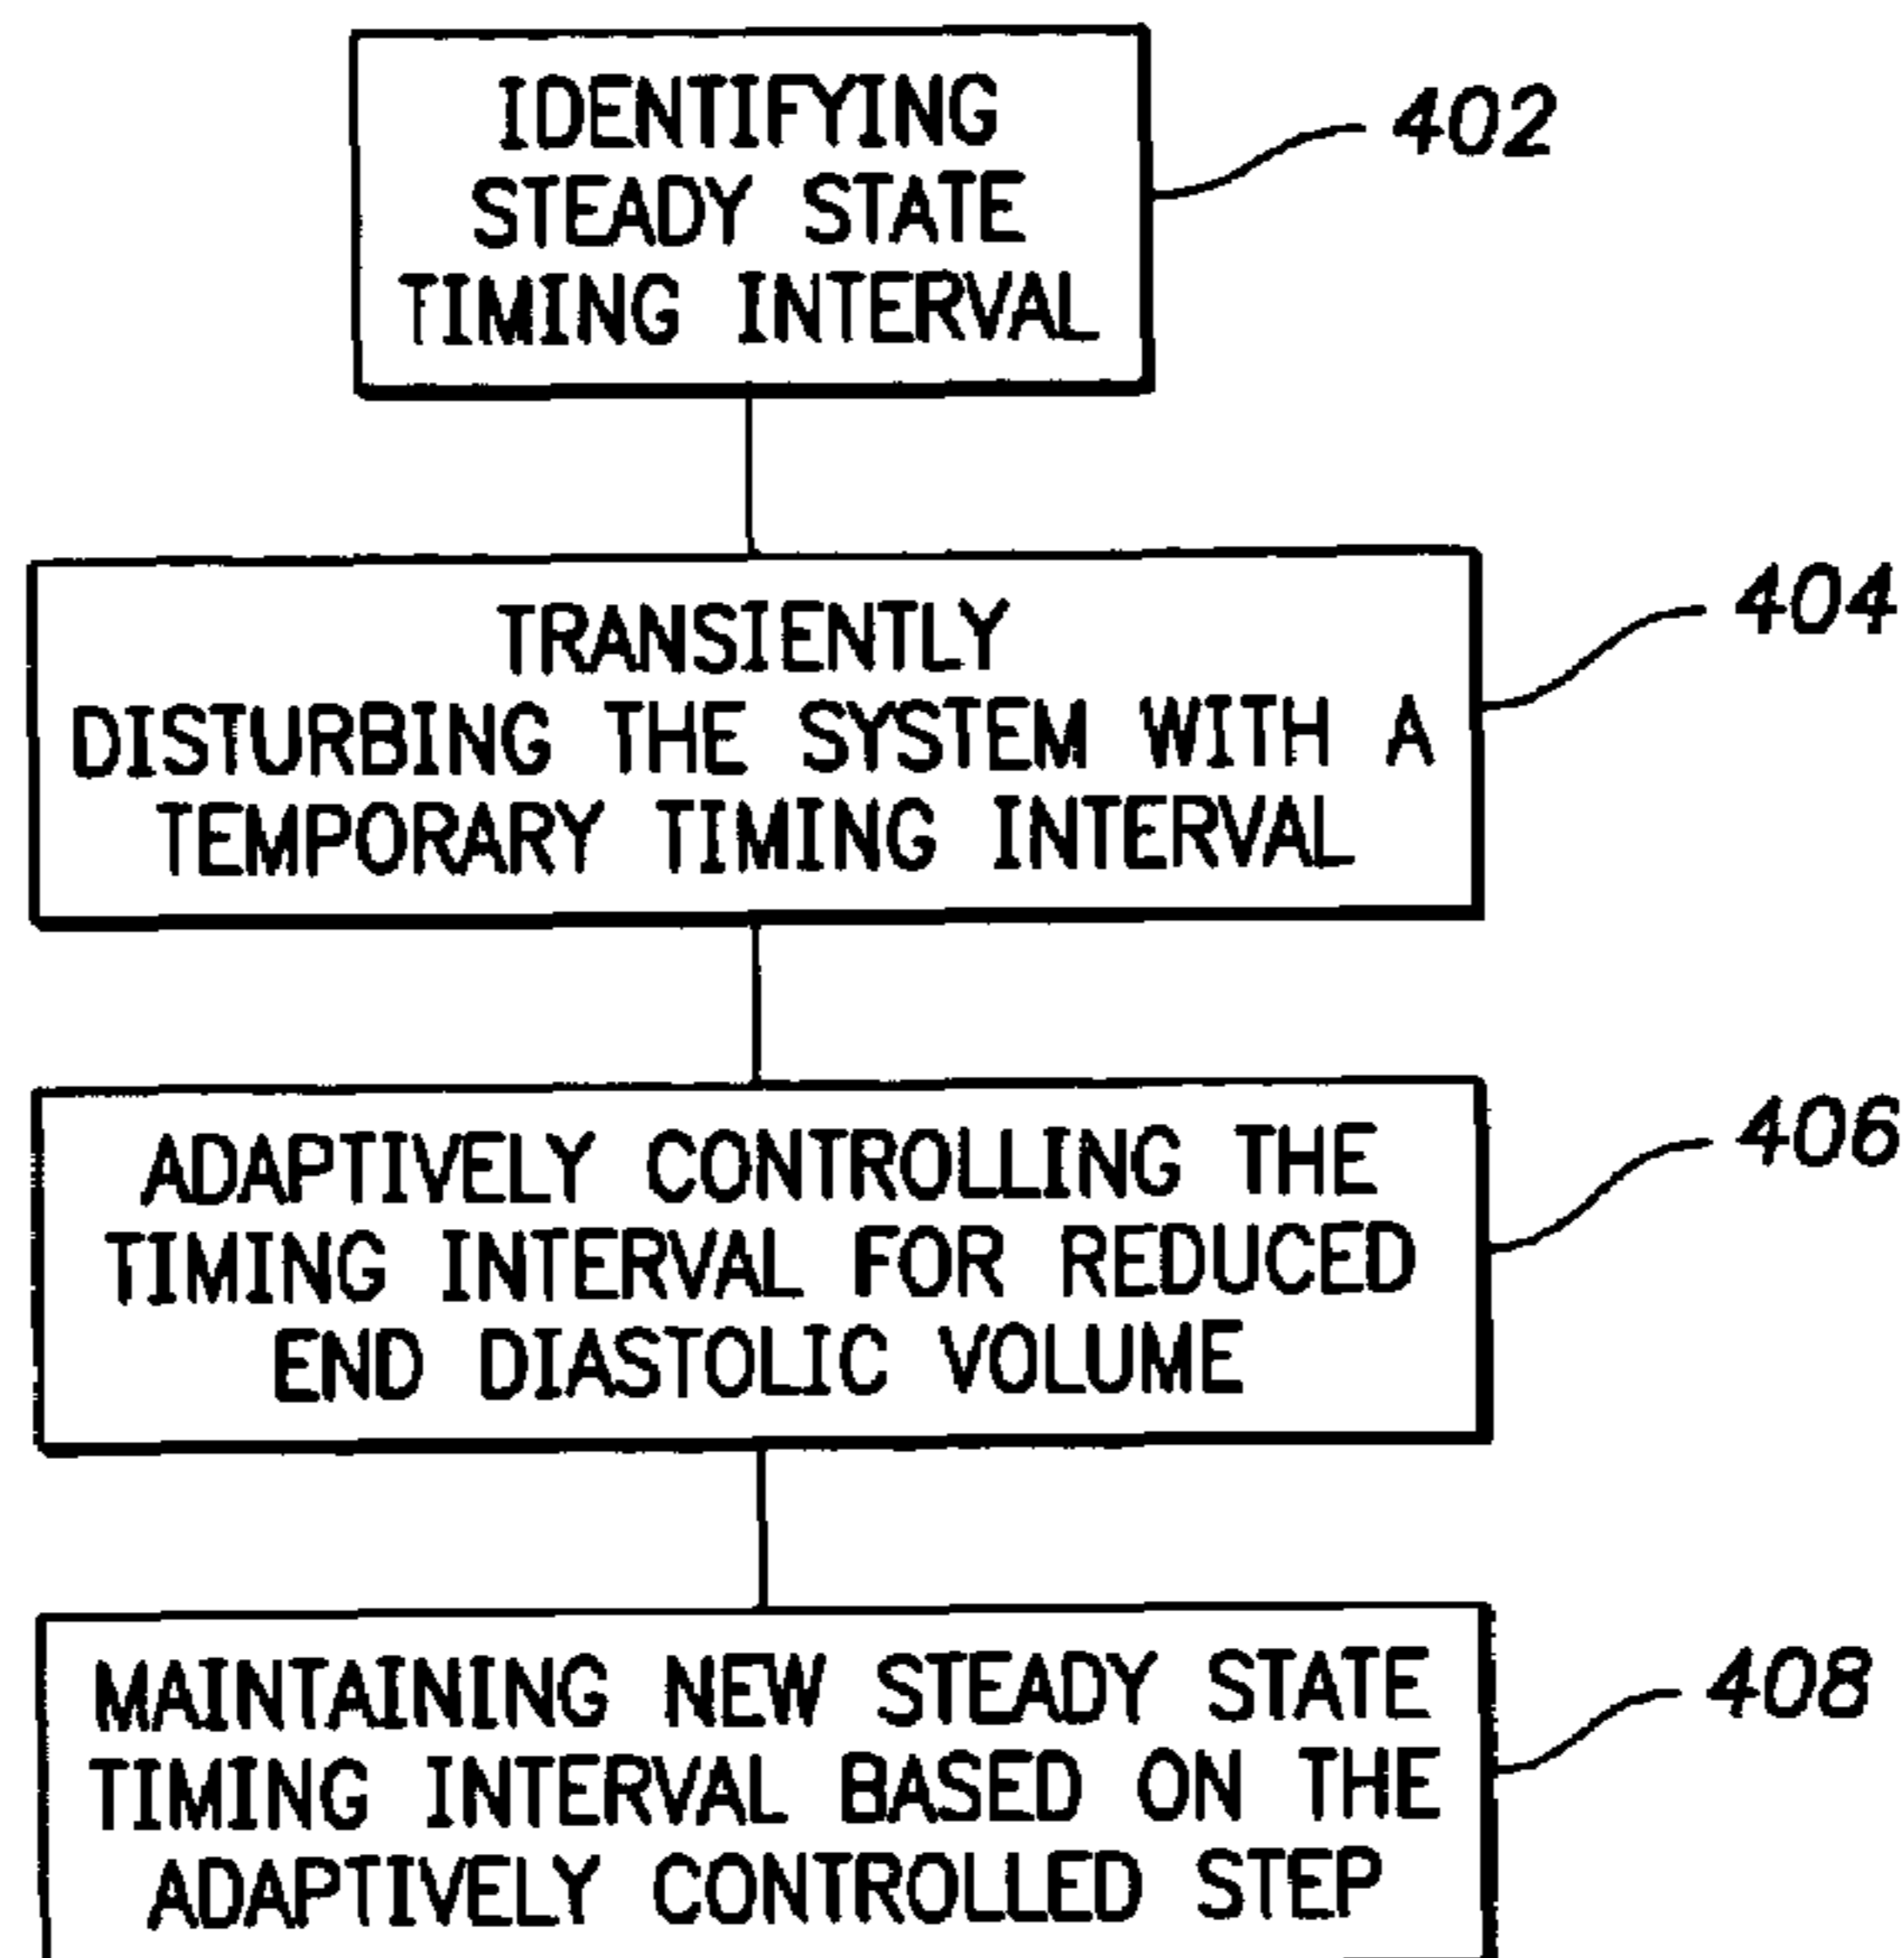 IDENTIFYING
STEADY STATE
TIMING INTERVAL
402
TRANSIENTLY
DISTURBING THE SYSTEM WITH A
TEMPORARY TIMING INTERVAL
404
ADAPTIVELY CONTROLLING THE
TIMING INTERVAL FOR REDUCED
END DIASTOLIC VOLUME
406
MAINTAINING NEW STEADY STATE
TIMING INTERVAL BASED ON THE
ADAPTIVELY CONTROLLED STEP
408